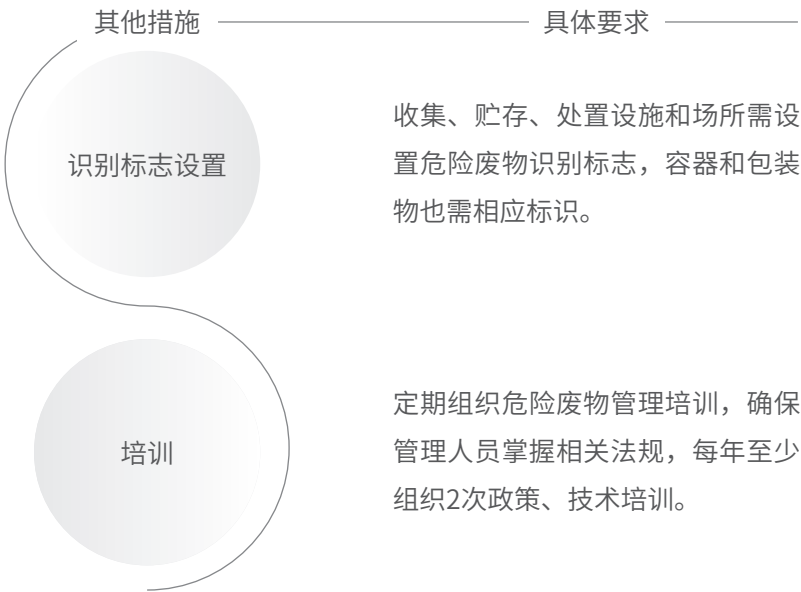 其他措施
具体要求
识别标志设置
收集、贮存、处置设施和场所需设
置危险废物识别标志，容器和包装
物也需相应标识。
培训
定期组织危险废物管理培训，确保
管理人员掌握相关法规，每年至少
组织2次政策、技术培训。